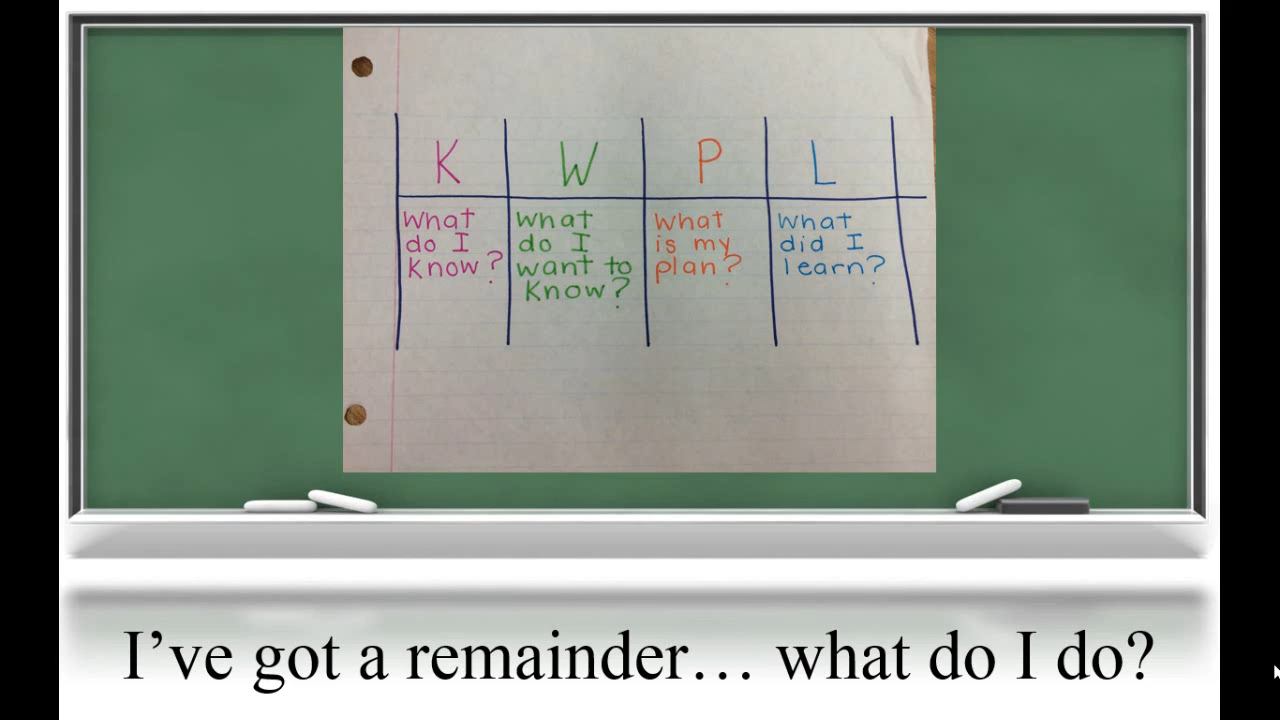 K W P L
What What What What
do I do I is my did I
Know? want to plan? learn?
Know?
I've got a remainder… what do I do?